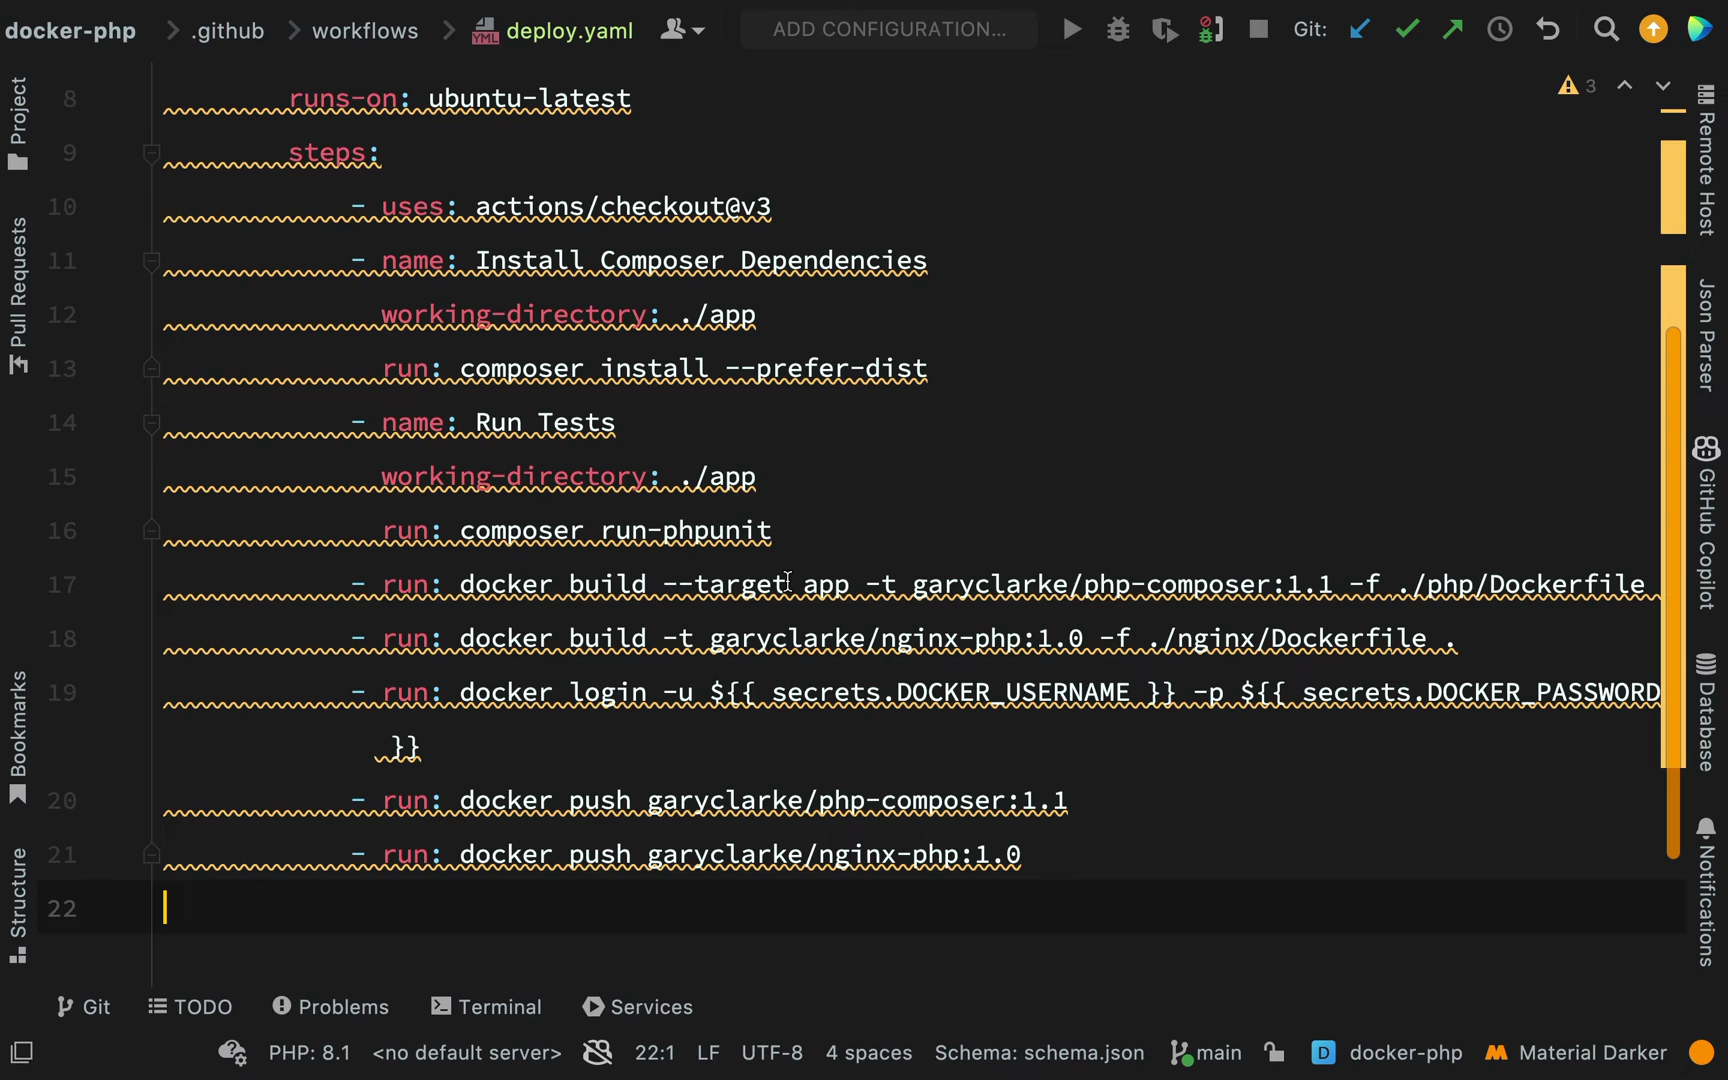 docker-php > .github > workflows > deploy.yaml ADD CONFIGURATION... Git:
Project
Pull Requests
Bookmarks
Structure
3
8 runs-on: ubuntu-latest
9 steps:
10 - uses: actions/checkout@v3
11 - name: Install Composer Dependencies
12 working-directory: ./app
13 run: composer install --prefer-dist
14 - name: Run Tests
15 working-directory: ./app
16 run: composer run-phpunit
17 - run: docker build --target app -t garyclarke/php-composer:1.1 -f ./php/Dockerfile
18 - run: docker build -t garyclarke/nginx-php:1.0 -f ./nginx/Dockerfile .
19 - run: docker login -u ${{ secrets.DOCKER_USERNAME }} -p ${{ secrets.DOCKER_PASSWORD
}}
20 - run: docker push garyclarke/php-composer:1.1
21 - run: docker push garyclarke/nginx-php:1.0
22
Remote Host
Json Parser
GitHub Copilot
Database
Notifications
Git TODO Problems Terminal Services
PHP: 8.1 <no default server> 22:1 LF UTF-8 4 spaces Schema: schema.json main D docker-php Material Darker